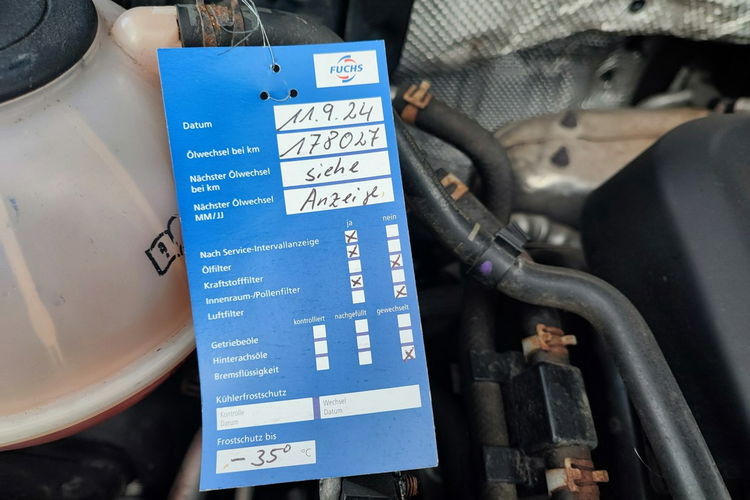 FUCHS
Datum 11.9.24
Ölwechsel bei km 178027
Nächster Ölwechsel
bei km siehe
Nächster Ölwechsel
MM/JJ Anzeige
ja nein
Nach Service-Intervallanzeige
Ölfilter
Kraftstofffilter
Innenraum-/Pollenfilter
Luftfilter
kontrolliert nachgefüllt gewechselt
Getriebeöle
Hinterachsöle
Bremsflüssigkeit
Kühlerfrostschutz
Kontrolle
Datum
Wechsel
Datum
Frostschutz bis
-35° °C